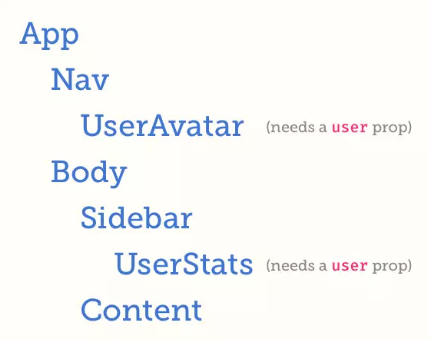 App
Nav
UserAvatar (needs a user prop)
Body
Sidebar
UserStats (needs a user prop)
Content